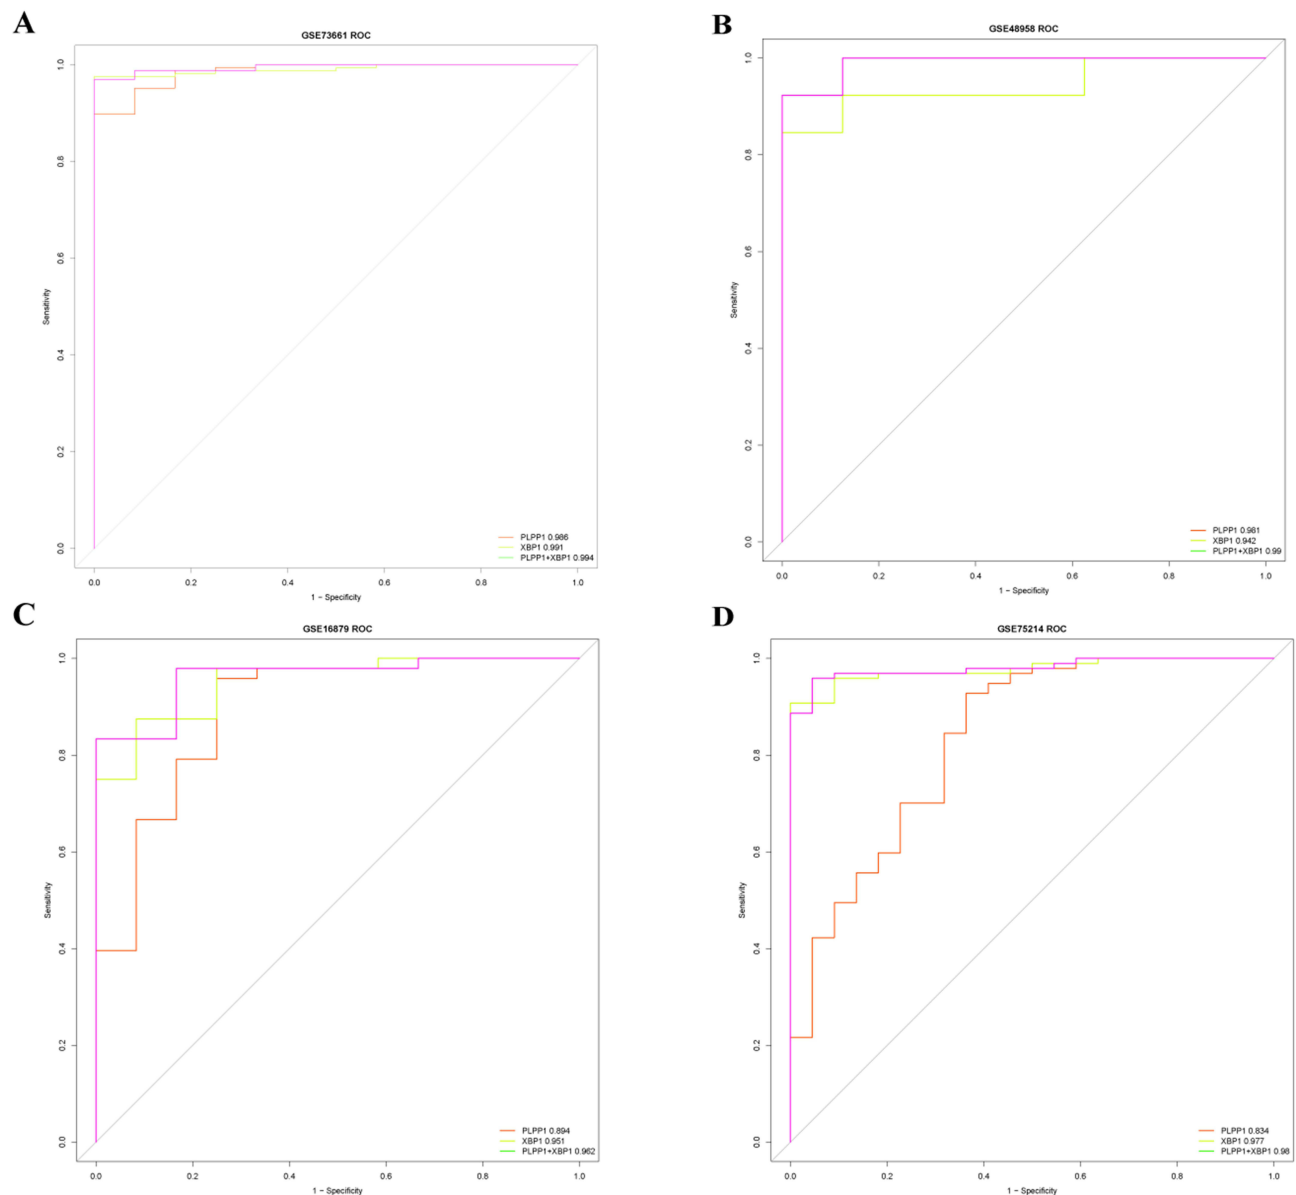 A
GSE73661 ROC
Sensitivity
0.0 0.2 0.4 0.6 0.8 1.0
PLPP1 0.986
XBP1 0.991
PLPP1+XBP1 0.994
0.0 0.2 0.4 0.6 0.8 1.0
1 − Specificity
B
GSE48958 ROC
Sensitivity
0.0 0.2 0.4 0.6 0.8 1.0
PLPP1 0.981
XBP1 0.942
PLPP1+XBP1 0.99
0.0 0.2 0.4 0.6 0.8 1.0
1 − Specificity
C
GSE16879 ROC
Sensitivity
0.0 0.2 0.4 0.6 0.8 1.0
PLPP1 0.894
XBP1 0.951
PLPP1+XBP1 0.962
0.0 0.2 0.4 0.6 0.8 1.0
1 − Specificity
D
GSE75214 ROC
Sensitivity
0.0 0.2 0.4 0.6 0.8 1.0
PLPP1 0.834
XBP1 0.977
PLPP1+XBP1 0.98
0.0 0.2 0.4 0.6 0.8 1.0
1 − Specificity